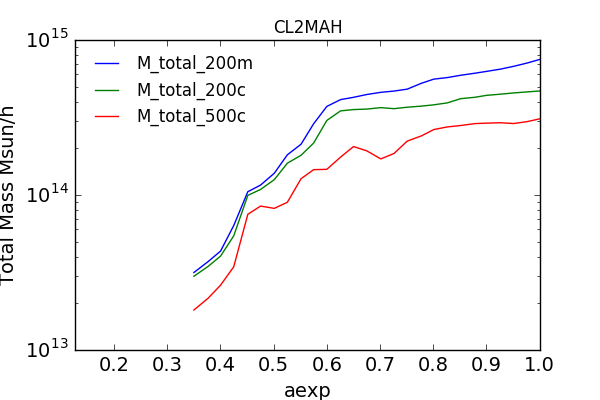 CL2MAH
10^15
M_total_200m
M_total_200c
M_total_500c
10^14
10^13
Total Mass Msun/h
0.2 0.3 0.4 0.5 0.6 0.7 0.8 0.9 1.0
aexp